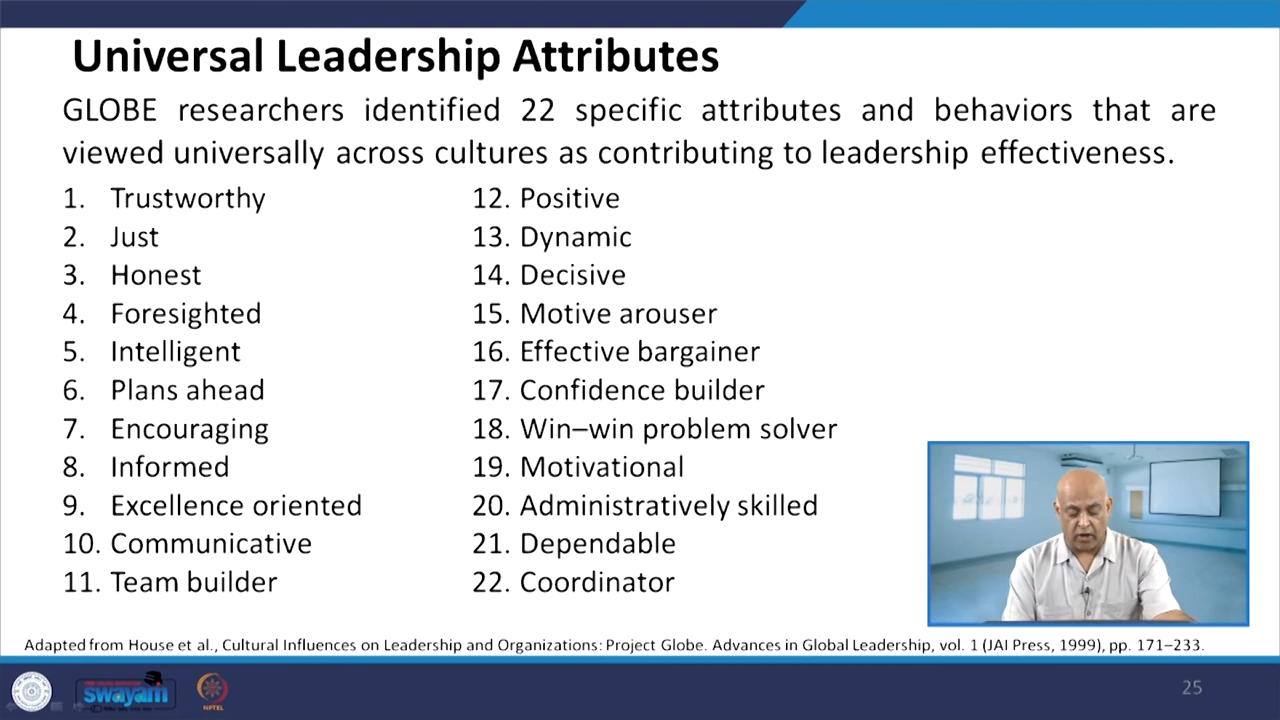 Universal Leadership Attributes
GLOBE researchers identified 22 specific attributes and behaviors that are
viewed universally across cultures as contributing to leadership effectiveness.
1. Trustworthy
2. Just
3. Honest
4. Foresighted
5. Intelligent
6. Plans ahead
7. Encouraging
8. Informed
9. Excellence oriented
10. Communicative
11. Team builder
12. Positive
13. Dynamic
14. Decisive
15. Motive arouser
16. Effective bargainer
17. Confidence builder
18. Win–win problem solver
19. Motivational
20. Administratively skilled
21. Dependable
22. Coordinator
Adapted from House et al., Cultural Influences on Leadership and Organizations: Project Globe. Advances in Global Leadership, vol. 1 (JAI Press, 1999), pp. 171–233.
swayam
NPTEL
25